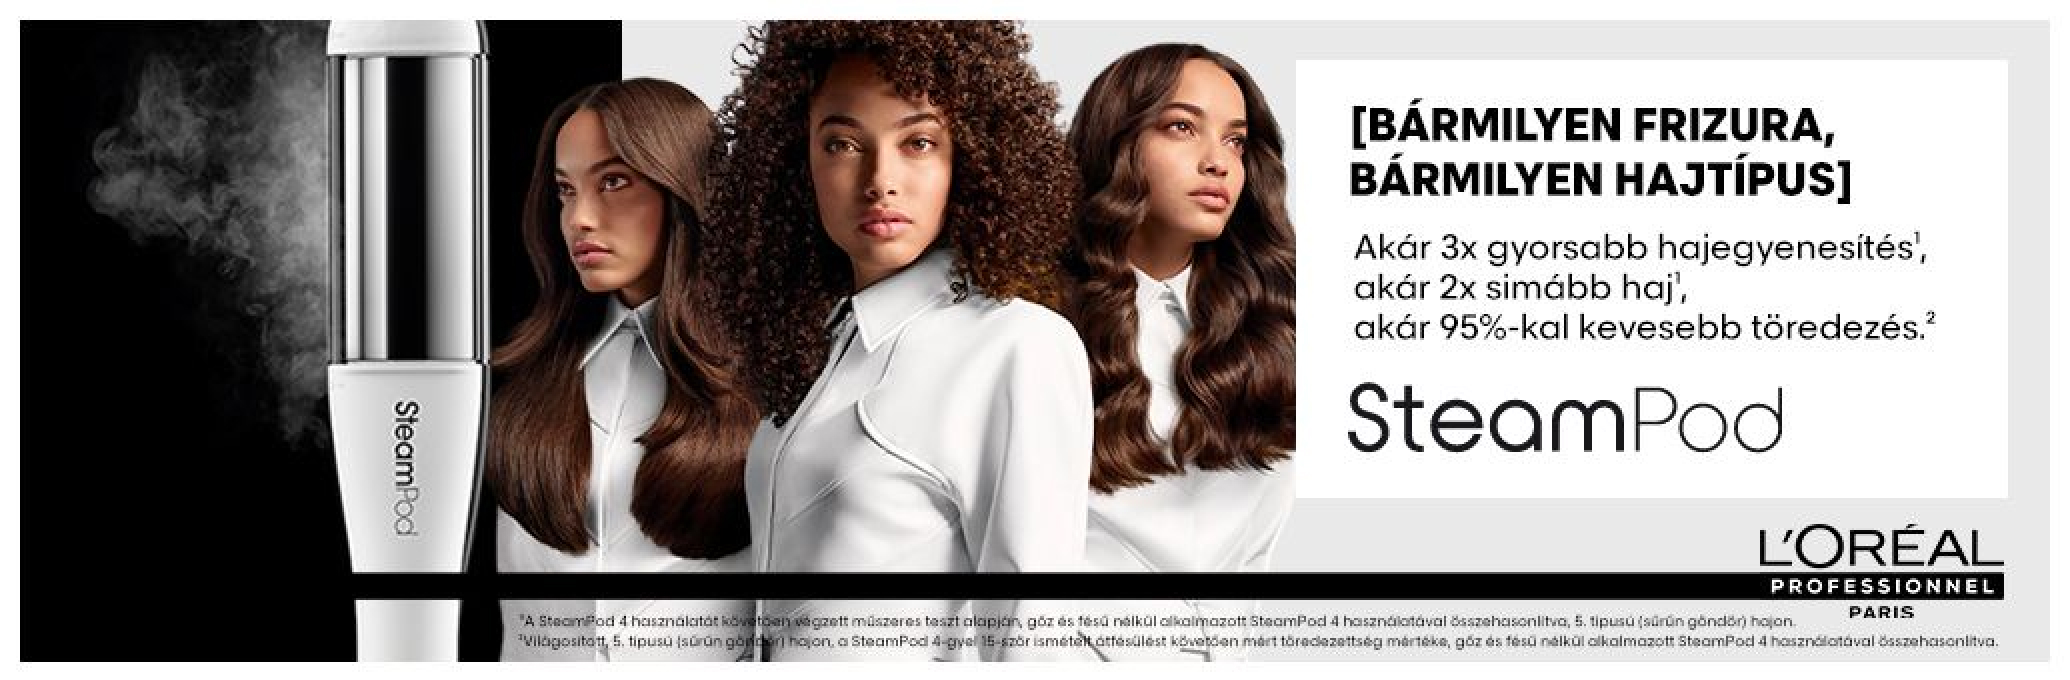 SteamPod
[BÁRMILYEN FRIZURA,
BÁRMILYEN HAJTÍPUS]
Akár 3x gyorsabb hajegyenesítés¹,
akár 2x simább haj¹,
akár 95%-kal kevesebb töredezés.²
SteamPod
L'ORÉAL
PROFESSIONNEL
PARIS
¹A SteamPod 4 használatát követően végzett műszeres teszt alapján, gőz és fésű nélkül alkalmazott SteamPod 4 használatával összehasonlítva, 5. típusú (sűrűn göndör) hajon.
²Világosított, 5. típusú (sűrűn göndör) hajon, a SteamPod 4-gyel 15-ször ismételt átfésülést követően mért töredezettség mértéke, gőz és fésű nélkül alkalmazott SteamPod 4 használatával összehasonlítva.